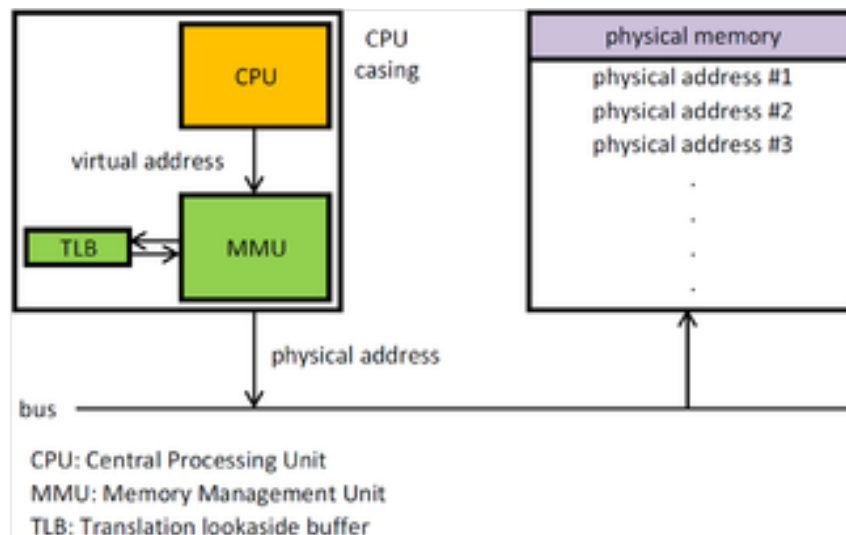 CPU
CPU casing
virtual address
TLB
MMU
physical address
bus
physical memory
physical address #1
physical address #2
physical address #3
.
.
.
.
CPU: Central Processing Unit
MMU: Memory Management Unit
TLB: Translation lookaside buffer